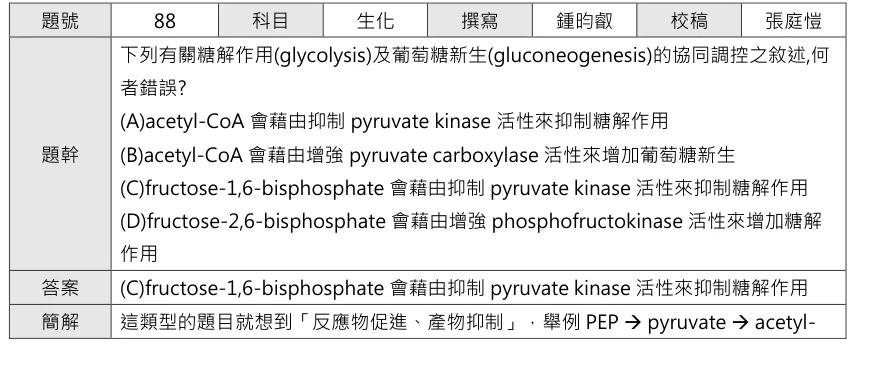 題號 88 科目 生化 撰寫 鍾昀叡 校稿 張庭愷
下列有關糖解作用(glycolysis)及葡萄糖新生(gluconeogenesis)的協同調控之敘述,何
者錯誤?
(A)acetyl-CoA 會藉由抑制 pyruvate kinase 活性來抑制糖解作用
題幹
(B)acetyl-CoA 會藉由增強 pyruvate carboxylase 活性來增加葡萄糖新生
(C)fructose-1,6-bisphosphate 會藉由抑制 pyruvate kinase 活性來抑制糖解作用
(D)fructose-2,6-bisphosphate 會藉由增強 phosphofructokinase 活性來增加糖解
作用
答案 (C)fructose-1,6-bisphosphate 會藉由抑制 pyruvate kinase 活性來抑制糖解作用
簡解 這類型的題目就想到「反應物促進、產物抑制」，舉例 PEP → pyruvate → acetyl-